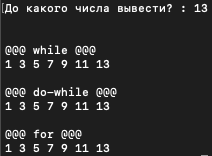 До какого числа вывести? : 13
@@@ while @@@
1 3 5 7 9 11 13
@@@ do-while @@@
1 3 5 7 9 11 13
@@@ for @@@
1 3 5 7 9 11 13